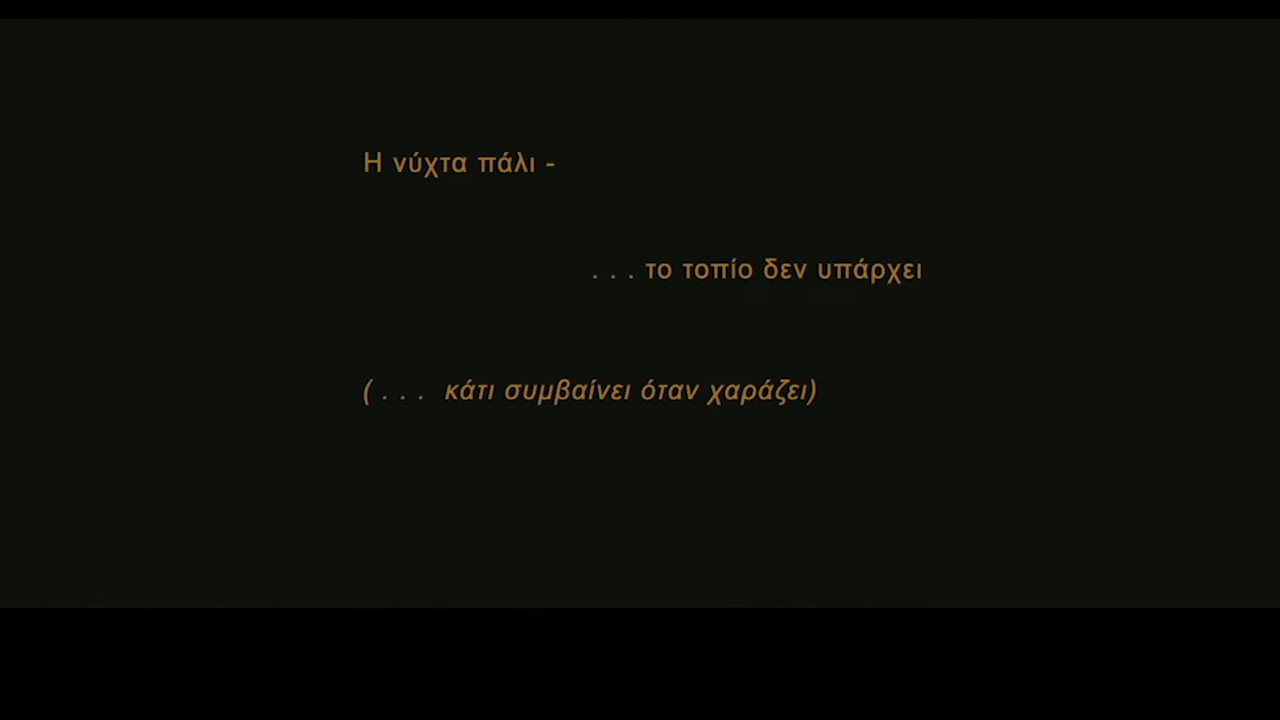 Η νύχτα πάλι -
. . . το τοπίο δεν υπάρχει
( . . . κάτι συμβαίνει όταν χαράζει)